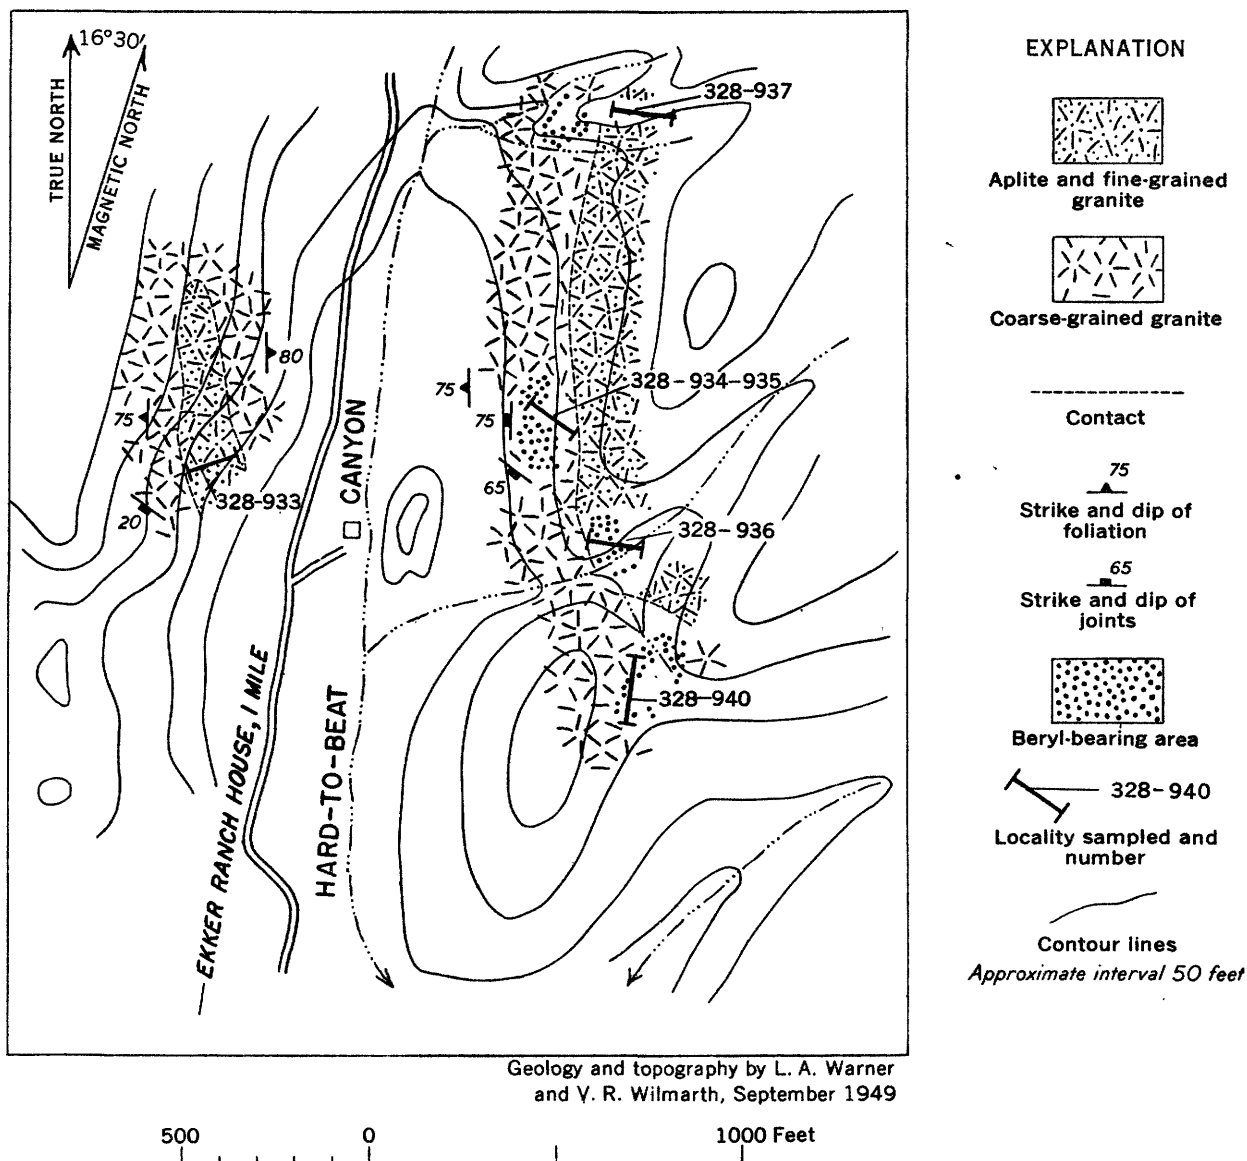 16°30′
TRUE NORTH
MAGNETIC NORTH
328-937
80
75
75
75
328-934-935
65
328-933
20
CANYON
328-936
328-940
HARD-TO-BEAT
EKKER RANCH HOUSE, I MILE
EXPLANATION
Aplite and fine-grained
granite
Coarse-grained granite
Contact
75
Strike and dip of
foliation
65
Strike and dip of
joints
Beryl-bearing area
328-940
Locality sampled and
number
Contour lines
Approximate interval 50 feet
Geology and topography by L. A. Warner
and V. R. Wilmarth, September 1949
500 0 1000 Feet